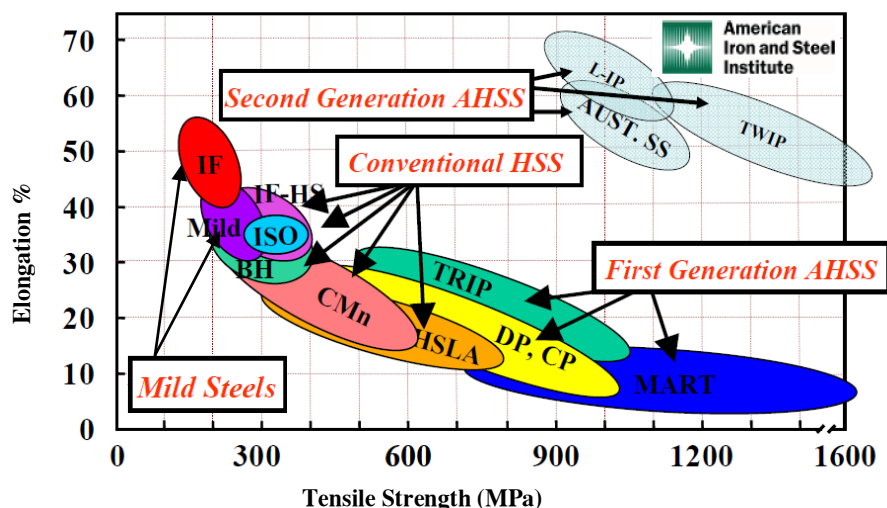 70
60
50
40
30
20
10
0
Elongation %
0
300
600
900
1200
1600
Tensile Strength (MPa)
American
Iron and Steel
Institute
Second Generation AHSS
L-IP
AUST. SS
TWIP
Conventional HSS
IF
IF-HS
Mild
ISO
BH
CMn
HSLA
TRIP
DP, CP
MART
First Generation AHSS
Mild Steels